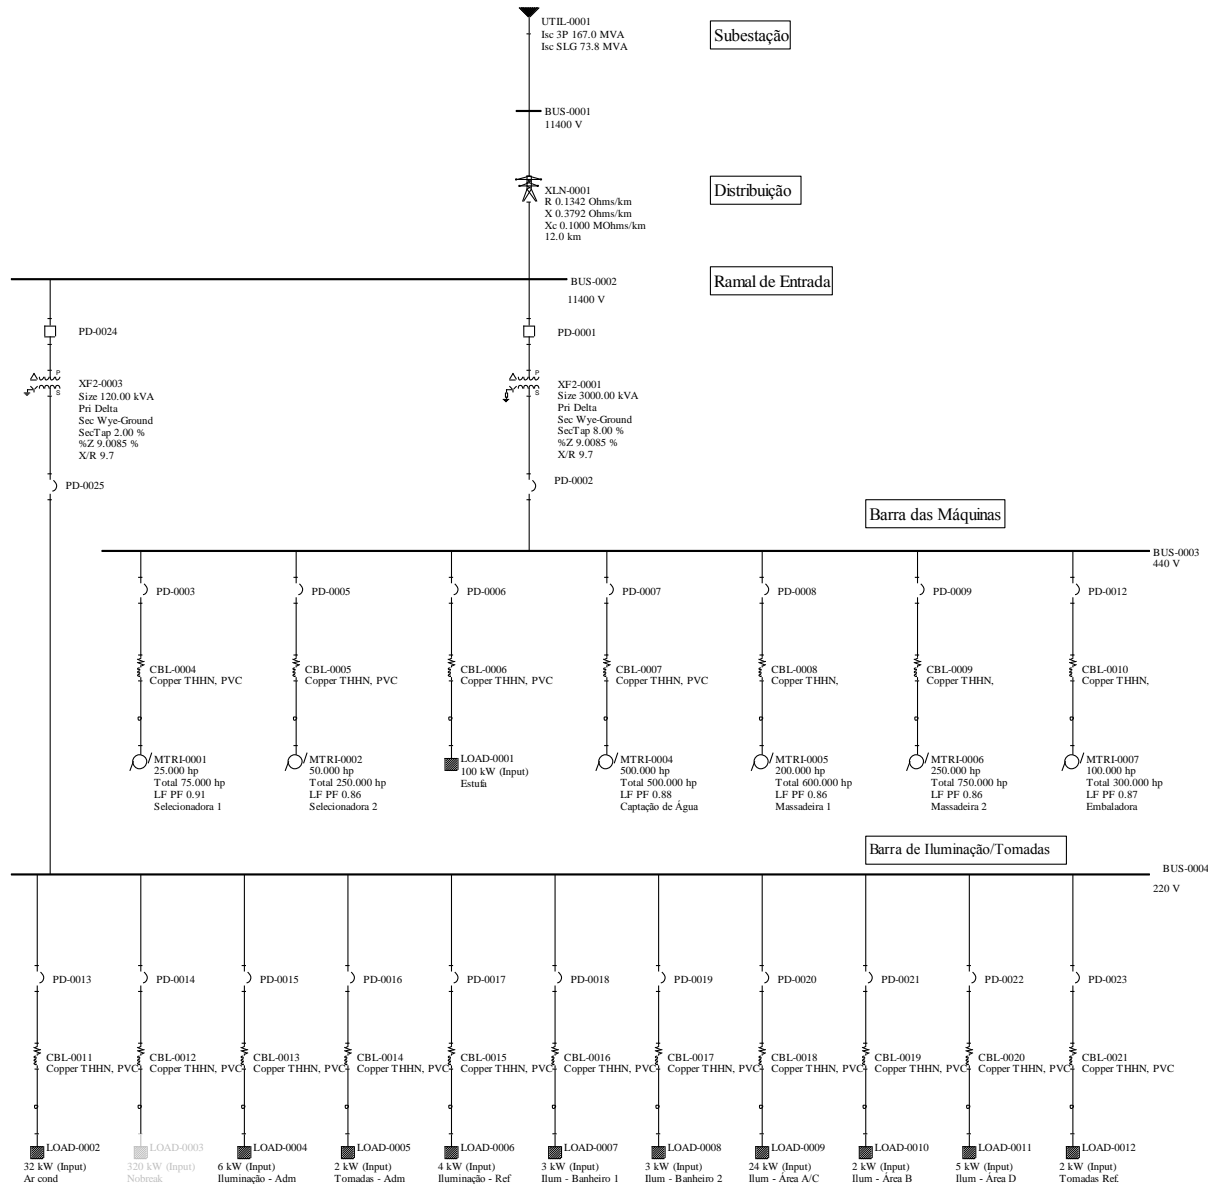 UTIL-0001
Isc 3P 167.0 MVA
Isc SLG 73.8 MVA
Subestação
BUS-0001
11400 V
XLN-0001
R 0.1342 Ohms/km
X 0.3792 Ohms/km
Xc 0.1000 MOhms/km
12.0 km
Distribuição
BUS-0002
11400 V
Ramal de Entrada
PD-0024
PD-0001
P
S
XF2-0003
Size 120.00 kVA
Pri Delta
Sec Wye-Ground
SecTap 2.00 %
%Z 9.0085 %
X/R 9.7
P
S
XF2-0001
Size 3000.00 kVA
Pri Delta
Sec Wye-Ground
SecTap 8.00 %
%Z 9.0085 %
X/R 9.7
PD-0025
PD-0002
Barra das Máquinas
BUS-0003
440 V
PD-0003
PD-0005
PD-0006
PD-0007
PD-0008
PD-0009
PD-0012
CBL-0004
Copper THHN, PVC
CBL-0005
Copper THHN, PVC
CBL-0006
Copper THHN, PVC
CBL-0007
Copper THHN, PVC
CBL-0008
Copper THHN,
CBL-0009
Copper THHN,
CBL-0010
Copper THHN,
MTRI-0001
25.000 hp
Total 75.000 hp
LF PF 0.91
Selecionadora 1
MTRI-0002
50.000 hp
Total 250.000 hp
LF PF 0.86
Selecionadora 2
LOAD-0001
100 kW (Input)
Estufa
MTRI-0004
500.000 hp
Total 500.000 hp
LF PF 0.88
Captação de Água
MTRI-0005
200.000 hp
Total 600.000 hp
LF PF 0.86
Massadeira 1
MTRI-0006
250.000 hp
Total 750.000 hp
LF PF 0.86
Massadeira 2
MTRI-0007
100.000 hp
Total 300.000 hp
LF PF 0.87
Embaladora
Barra de Iluminação/Tomadas
BUS-0004
220 V
PD-0013
PD-0014
PD-0015
PD-0016
PD-0017
PD-0018
PD-0019
PD-0020
PD-0021
PD-0022
PD-0023
CBL-0011
Copper THHN, PVC
CBL-0012
Copper THHN, PVC
CBL-0013
Copper THHN, PVC
CBL-0014
Copper THHN, PVC
CBL-0015
Copper THHN, PVC
CBL-0016
Copper THHN, PVC
CBL-0017
Copper THHN, PVC
CBL-0018
Copper THHN, PVC
CBL-0019
Copper THHN, PVC
CBL-0020
Copper THHN, PVC
CBL-0021
Copper THHN, PVC
LOAD-0002
32 kW (Input)
Ar cond
LOAD-0003
320 kW (Input)
Nobreak
LOAD-0004
6 kW (Input)
Iluminação - Adm
LOAD-0005
2 kW (Input)
Tomadas - Adm
LOAD-0006
4 kW (Input)
Iluminação - Ref
LOAD-0007
3 kW (Input)
Ilum - Banheiro 1
LOAD-0008
3 kW (Input)
Ilum - Banheiro 2
LOAD-0009
24 kW (Input)
Ilum - Área A/C
LOAD-0010
2 kW (Input)
Ilum - Área B
LOAD-0011
5 kW (Input)
Ilum - Área D
LOAD-0012
2 kW (Input)
Tomadas Ref.